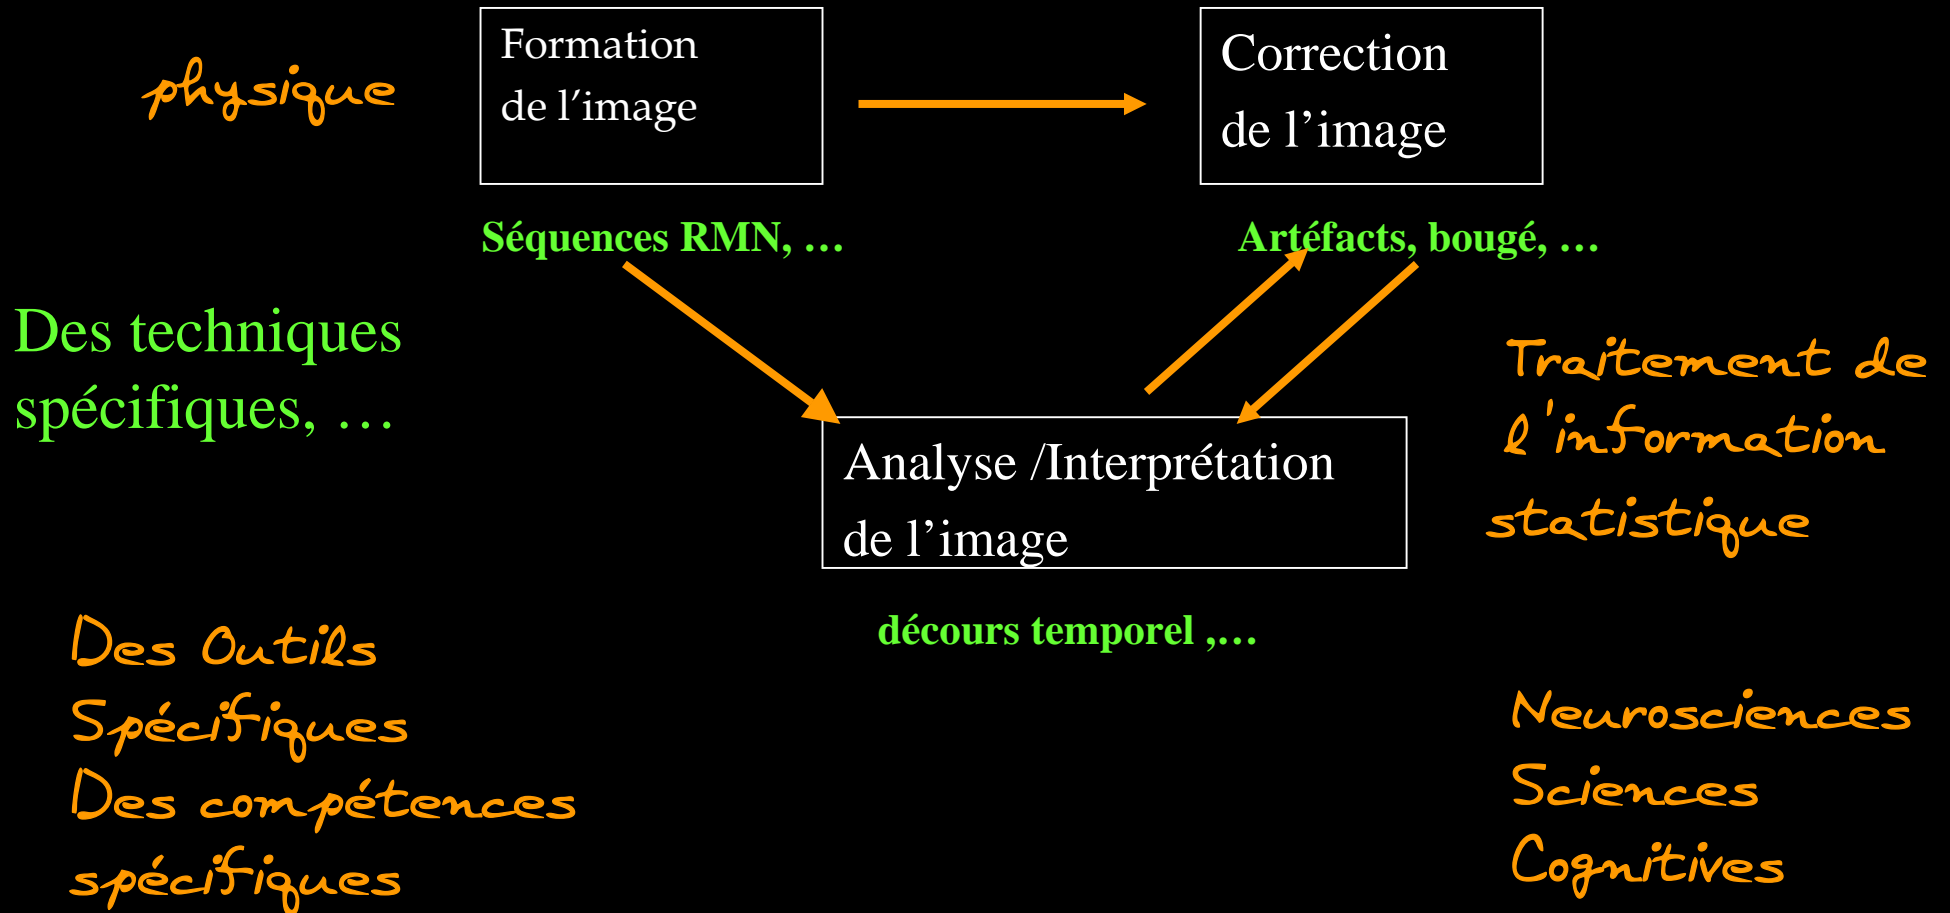 physique
Formation
de l’image
Correction
de l’image
Séquences RMN, …
Artéfacts, bougé, …
Des techniques
spécifiques, …
Analyse /Interprétation
de l’image
Traitement de
l'information
statistique
décours temporel ,…
Des Outils
Spécifiques
Des compétences
spécifiques
Neurosciences
Sciences
Cognitives